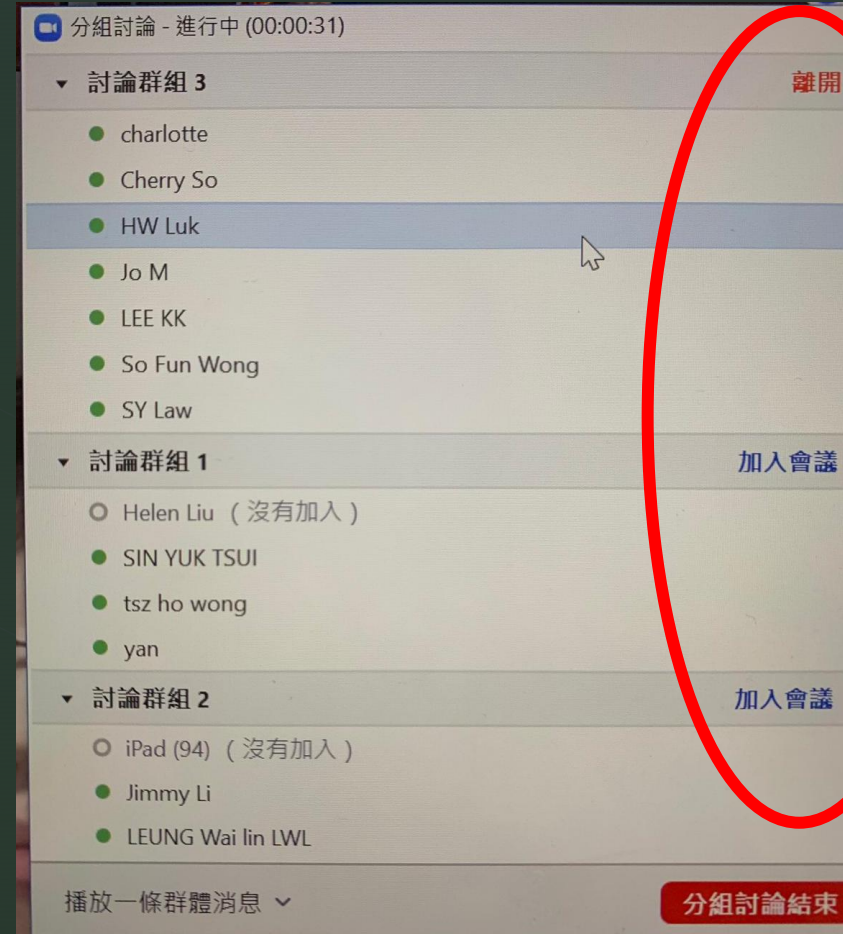 分組討論 - 進行中 (00:00:31)
討論群組 3 離開
charlotte
Cherry So
HW Luk
Jo M
LEE KK
So Fun Wong
SY Law
討論群組 1 加入會議
Helen Liu （沒有加入）
SIN YUK TSUI
tsz ho wong
yan
討論群組 2 加入會議
iPad (94) （沒有加入）
Jimmy Li
LEUNG Wai lin LWL
播放一條群體消息 分組討論結束